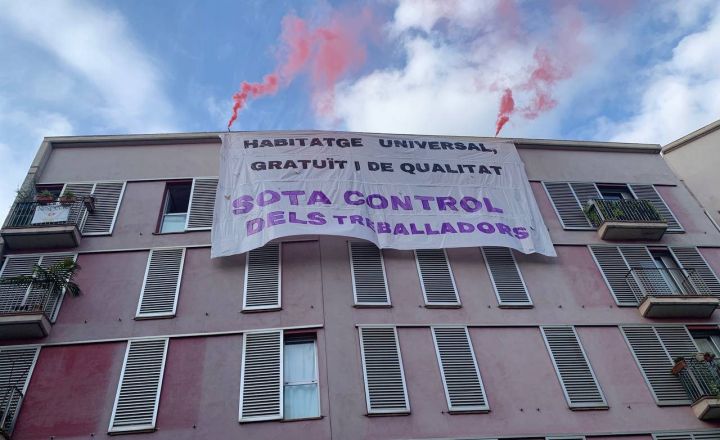 HABITATGE UNIVERSAL,
GRATUÏT I DE QUALITAT
SOTA CONTROL
DELS TREBALLADORS